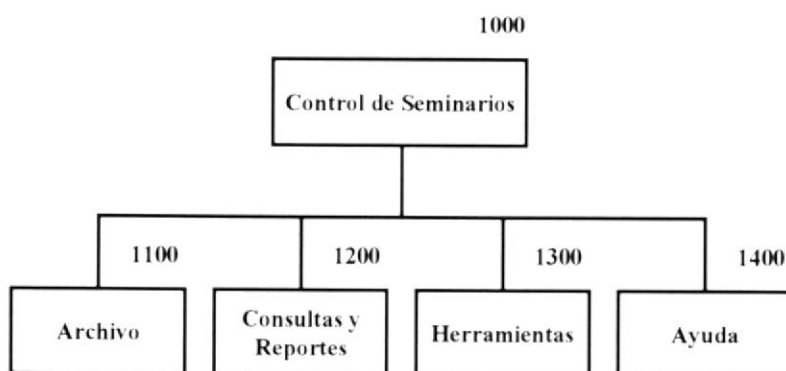 1000
Control de Seminarios
1100
1200
1300
1400
Archivo
Consultas y
Reportes
Herramientas
Ayuda